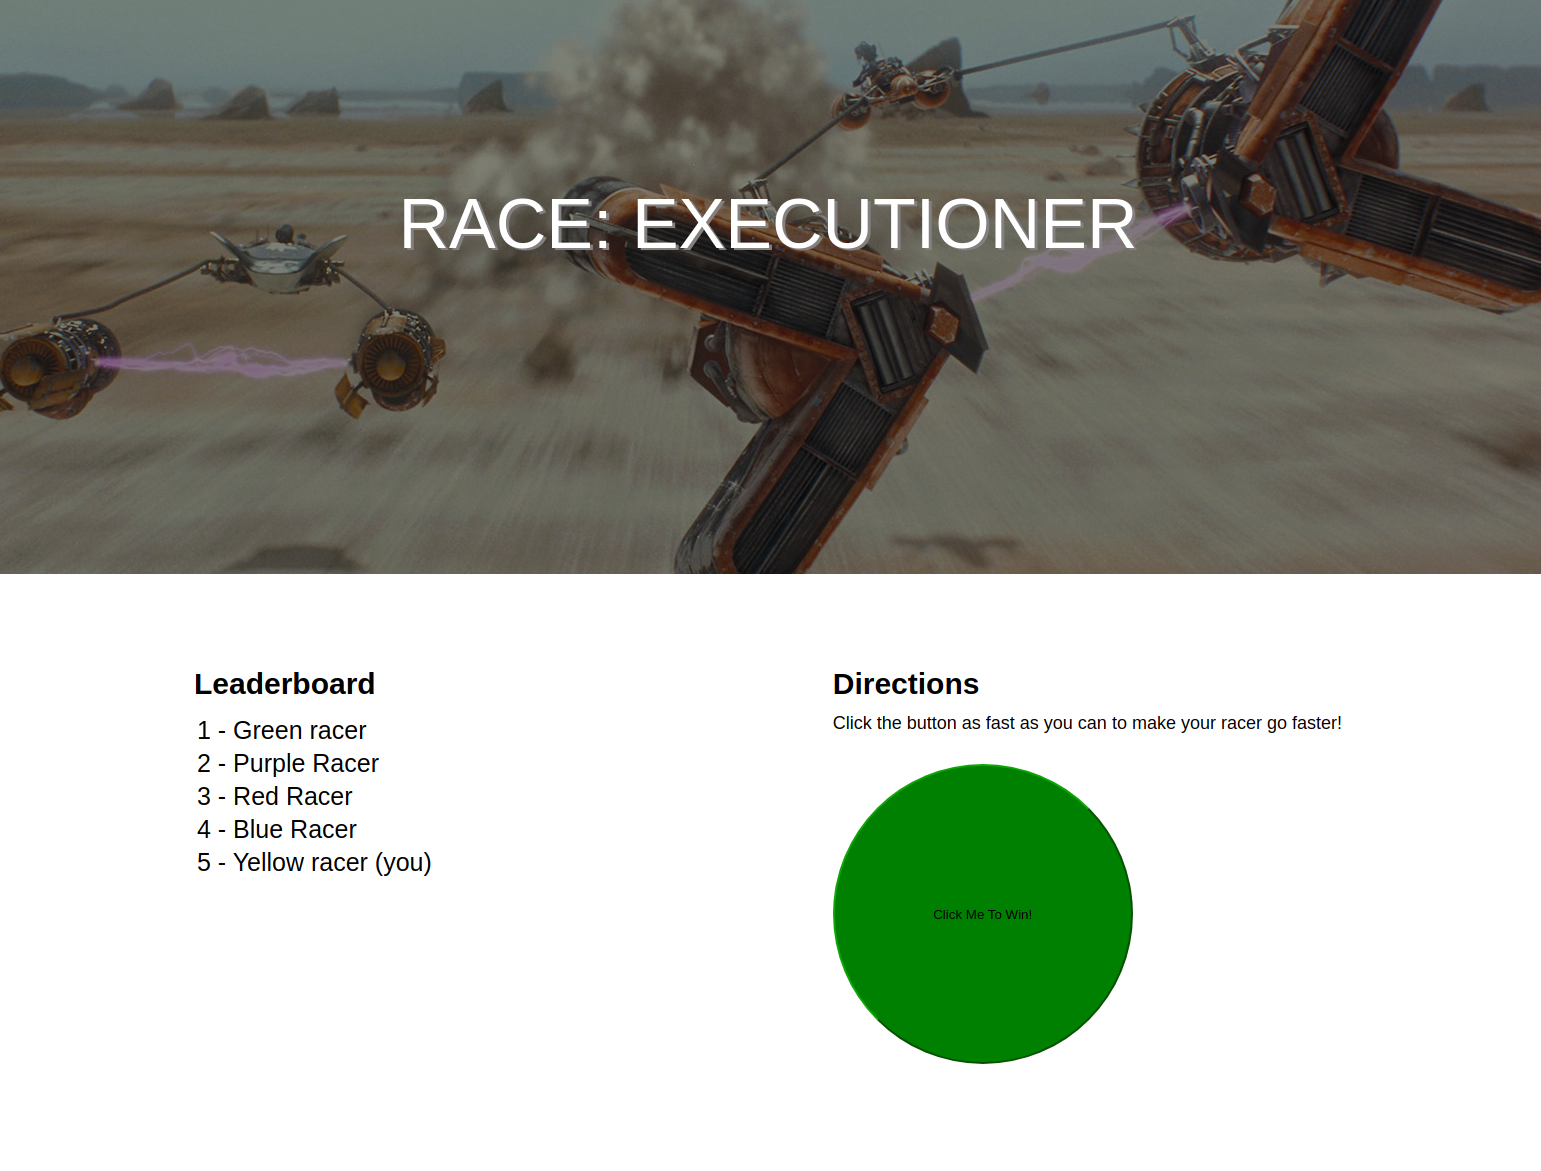 RACE: EXECUTIONER
Leaderboard
1 - Green racer
2 - Purple Racer
3 - Red Racer
4 - Blue Racer
5 - Yellow racer (you)
Directions
Click the button as fast as you can to make your racer go faster!
Click Me To Win!